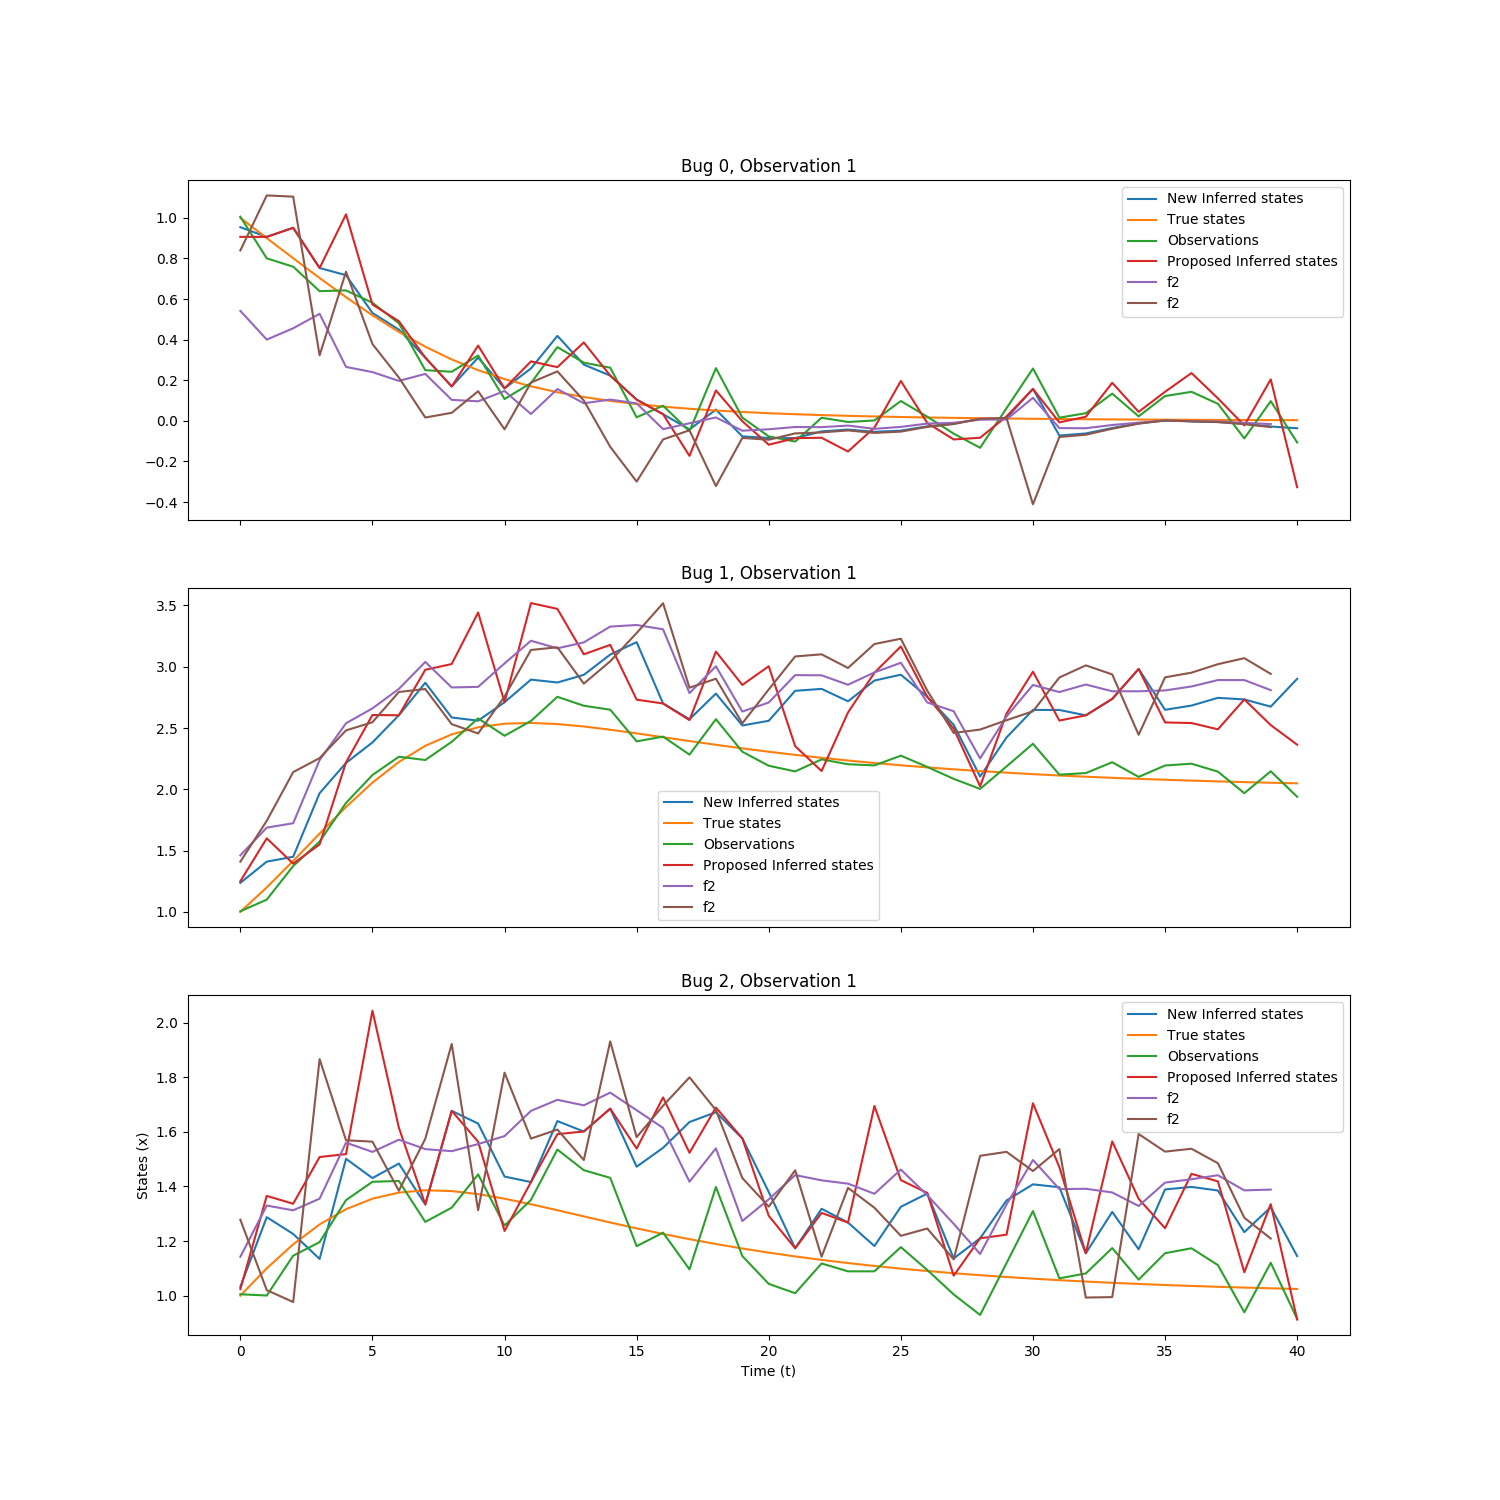 Bug 0, Observation 1
1.0
0.8
0.6
0.4
0.2
0.0
−0.2
−0.4
New Inferred states
True states
Observations
Proposed Inferred states
f2
f2
Bug 1, Observation 1
3.5
3.0
2.5
2.0
1.5
1.0
New Inferred states
True states
Observations
Proposed Inferred states
f2
f2
Bug 2, Observation 1
States (x)
2.0
1.8
1.6
1.4
1.2
1.0
New Inferred states
True states
Observations
Proposed Inferred states
f2
f2
0 5 10 15 20 25 30 35 40
Time (t)